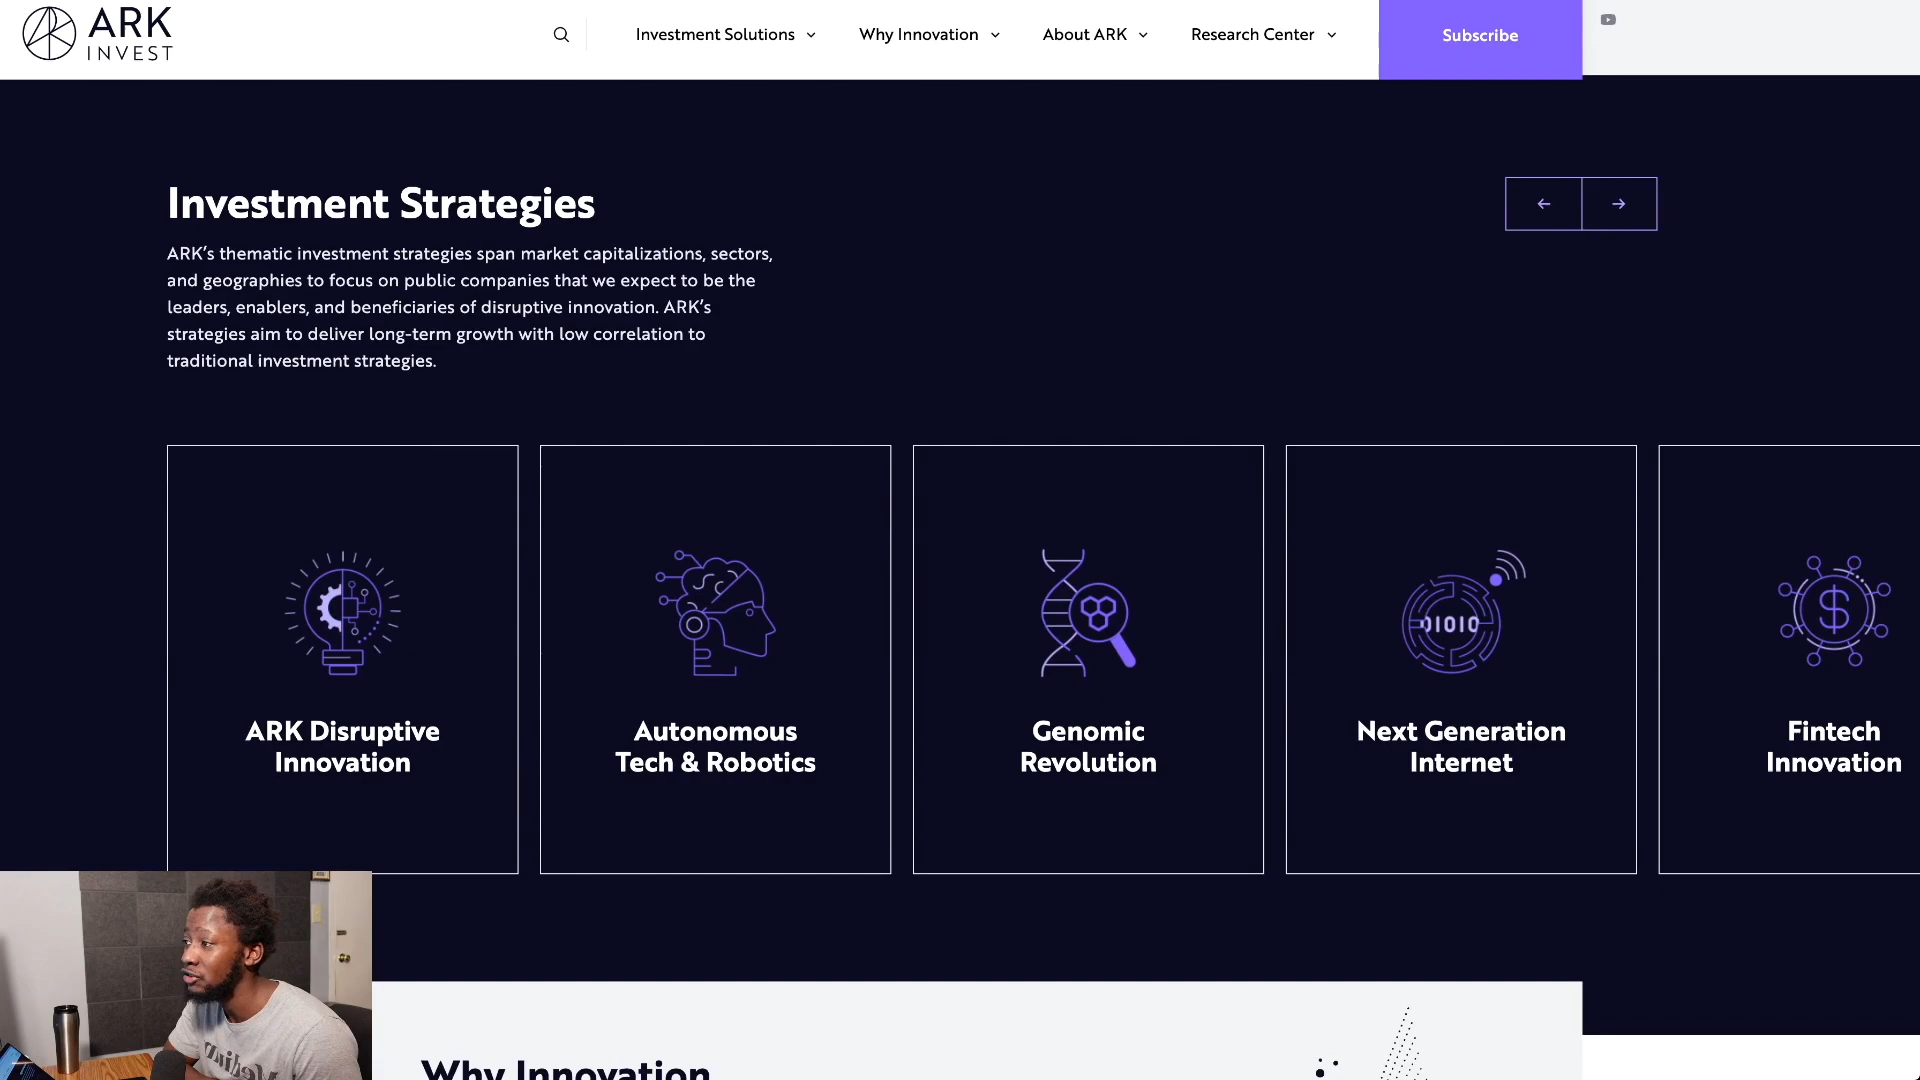 ARK
INVEST
Investment Solutions
Why Innovation
About ARK
Research Center
Subscribe
Investment Strategies
ARK’s thematic investment strategies span market capitalizations, sectors,
and geographies to focus on public companies that we expect to be the
leaders, enablers, and beneficiaries of disruptive innovation. ARK’s
strategies aim to deliver long-term growth with low correlation to
traditional investment strategies.
01010
$
ARK Disruptive
Innovation
Autonomous
Tech & Robotics
Genomic
Revolution
Next Generation
Internet
Fintech
Innovation
Why Innovation